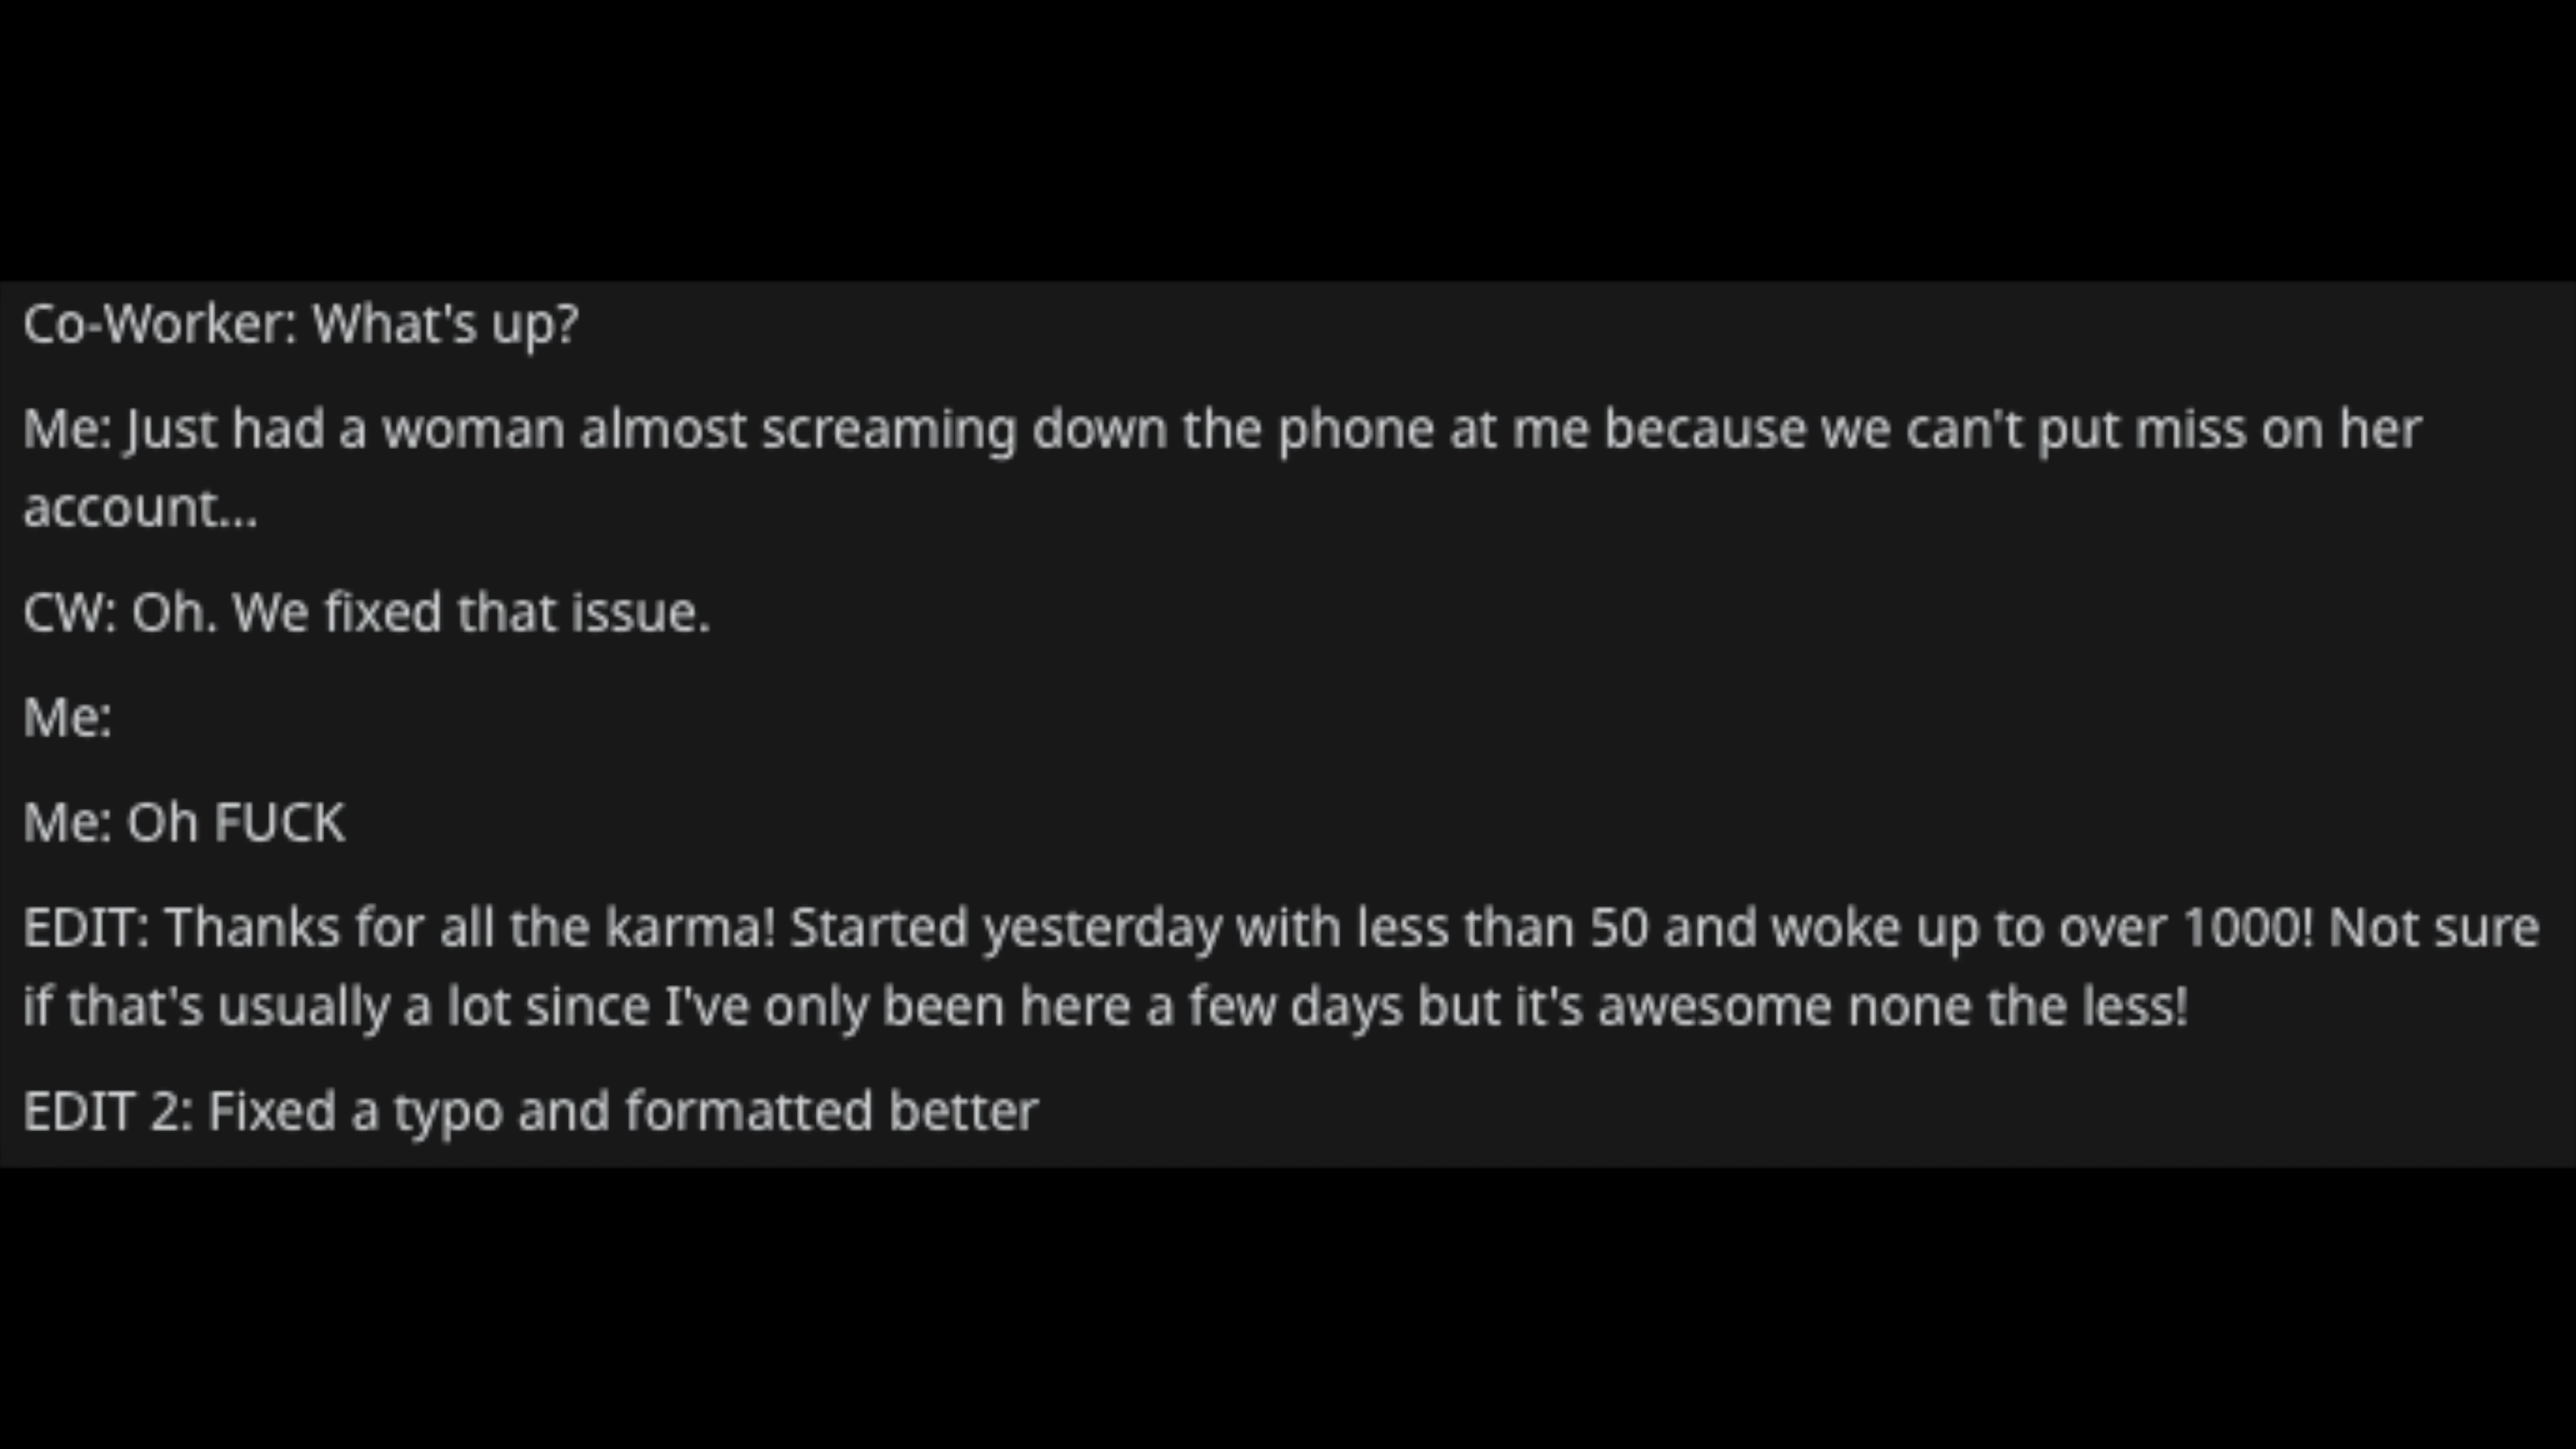 Co-Worker: What's up?
Me: Just had a woman almost screaming down the phone at me because we can't put miss on her
account...
CW: Oh. We fixed that issue.
Me:
Me: Oh FUCK
EDIT: Thanks for all the karma! Started yesterday with less than 50 and woke up to over 1000! Not sure
if that's usually a lot since I've only been here a few days but it's awesome none the less!
EDIT 2: Fixed a typo and formatted better